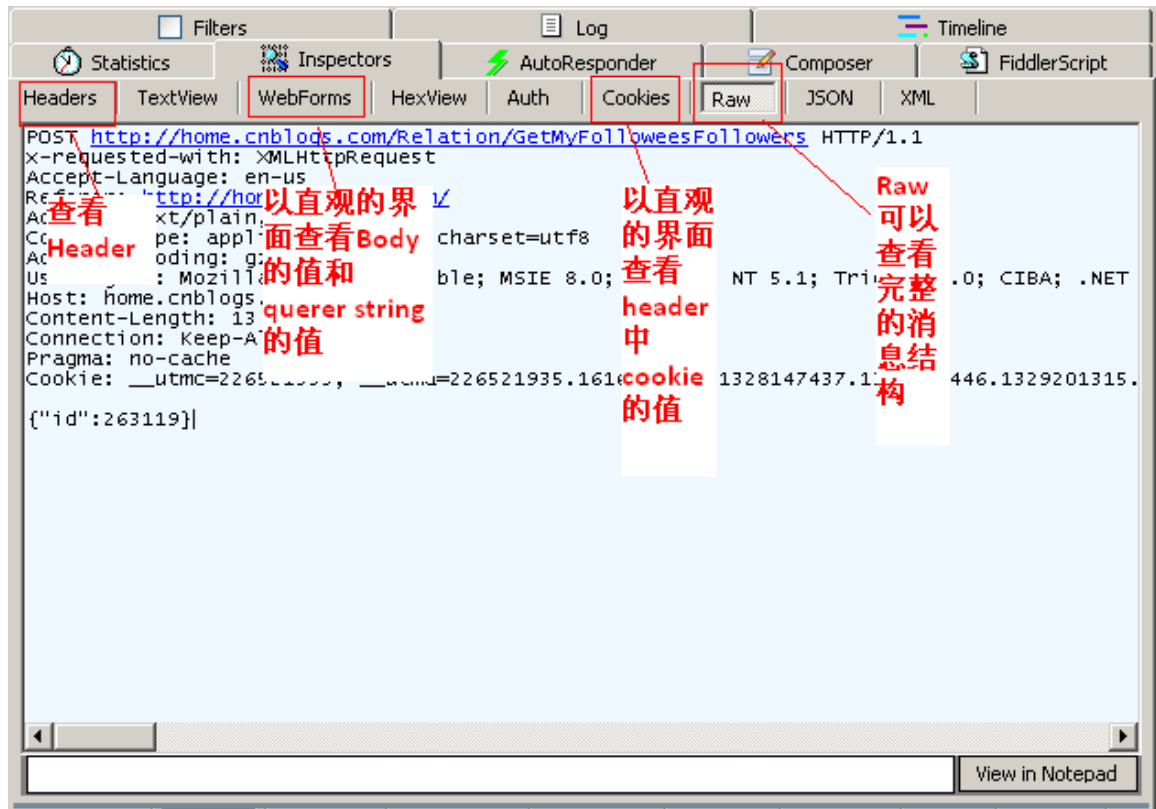 Filters Log Timeline
Statistics Inspectors AutoResponder Composer FiddlerScript
Headers TextView WebForms HexView Auth Cookies Raw JSON XML
POST http://home.cnblogs.com/Relation/GetMyFolloweesFollowers HTTP/1.1
x-requested-with: XMLHttpRequest
Accept-Language: en-us
charset=utf8
MSIE 8.0; NT 5.1; .0; CIBA; .NET
Host: home.cnblogs.
Content-Length: 13
Connection: Keep-A
Pragma: no-cache
Cookie: 1328147437. 446.1329201315.
{"id":263119}
查看
Header
以直观的界
面查看Body
的值和
querer string
的值
以直观
的界面
查看
header
中
cookie
的值
Raw
可以
查看
完整
的消
息结
构
View in Notepad